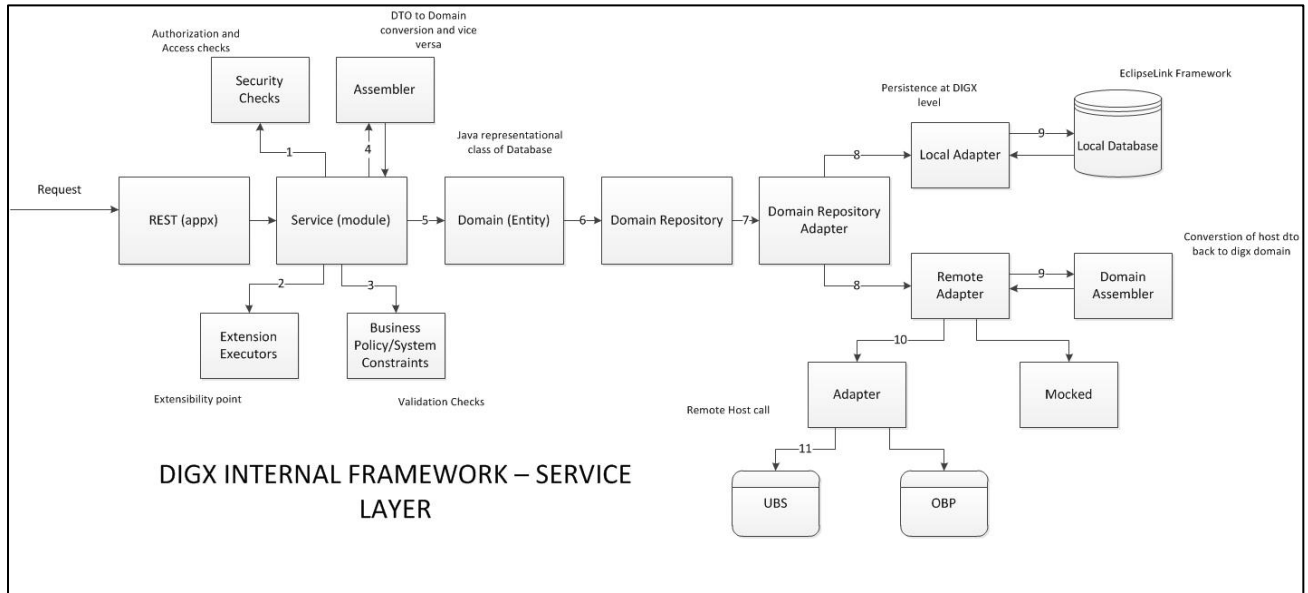 DTO to Domain
conversion and vice
versa
Authorization and
Access checks
Security
Checks
Assembler
EclipseLink Framework
Persistence at DIGX
level
Java representational
class of Database
1
4
8
Local Adapter
9
Local Database
Request
REST (appx)
Service (module)
5
Domain (Entity)
6
Domain Repository
7
Domain Repository
Adapter
Converstion of host dto
back to digx domain
2
3
8
Remote
Adapter
9
Domain
Assembler
Extension
Executors
Business
Policy/System
Constraints
10
Extensibility point
Validation Checks
Remote Host call
Adapter
Mocked
11
DIGX INTERNAL FRAMEWORK – SERVICE
LAYER
UBS
OBP